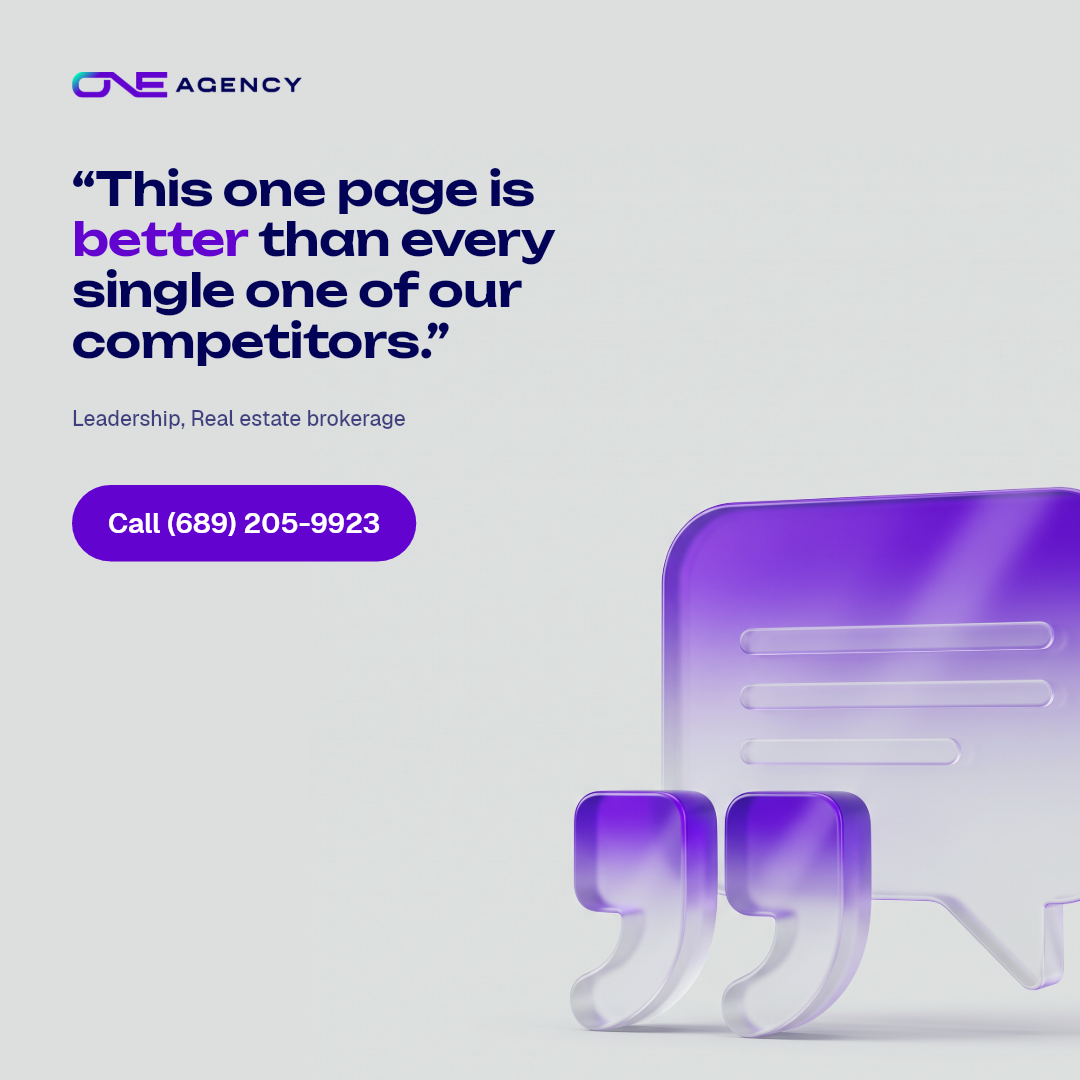 ONE AGENCY
“This one page is
better than every
single one of our
competitors.”
Leadership, Real estate brokerage
Call (689) 205-9923